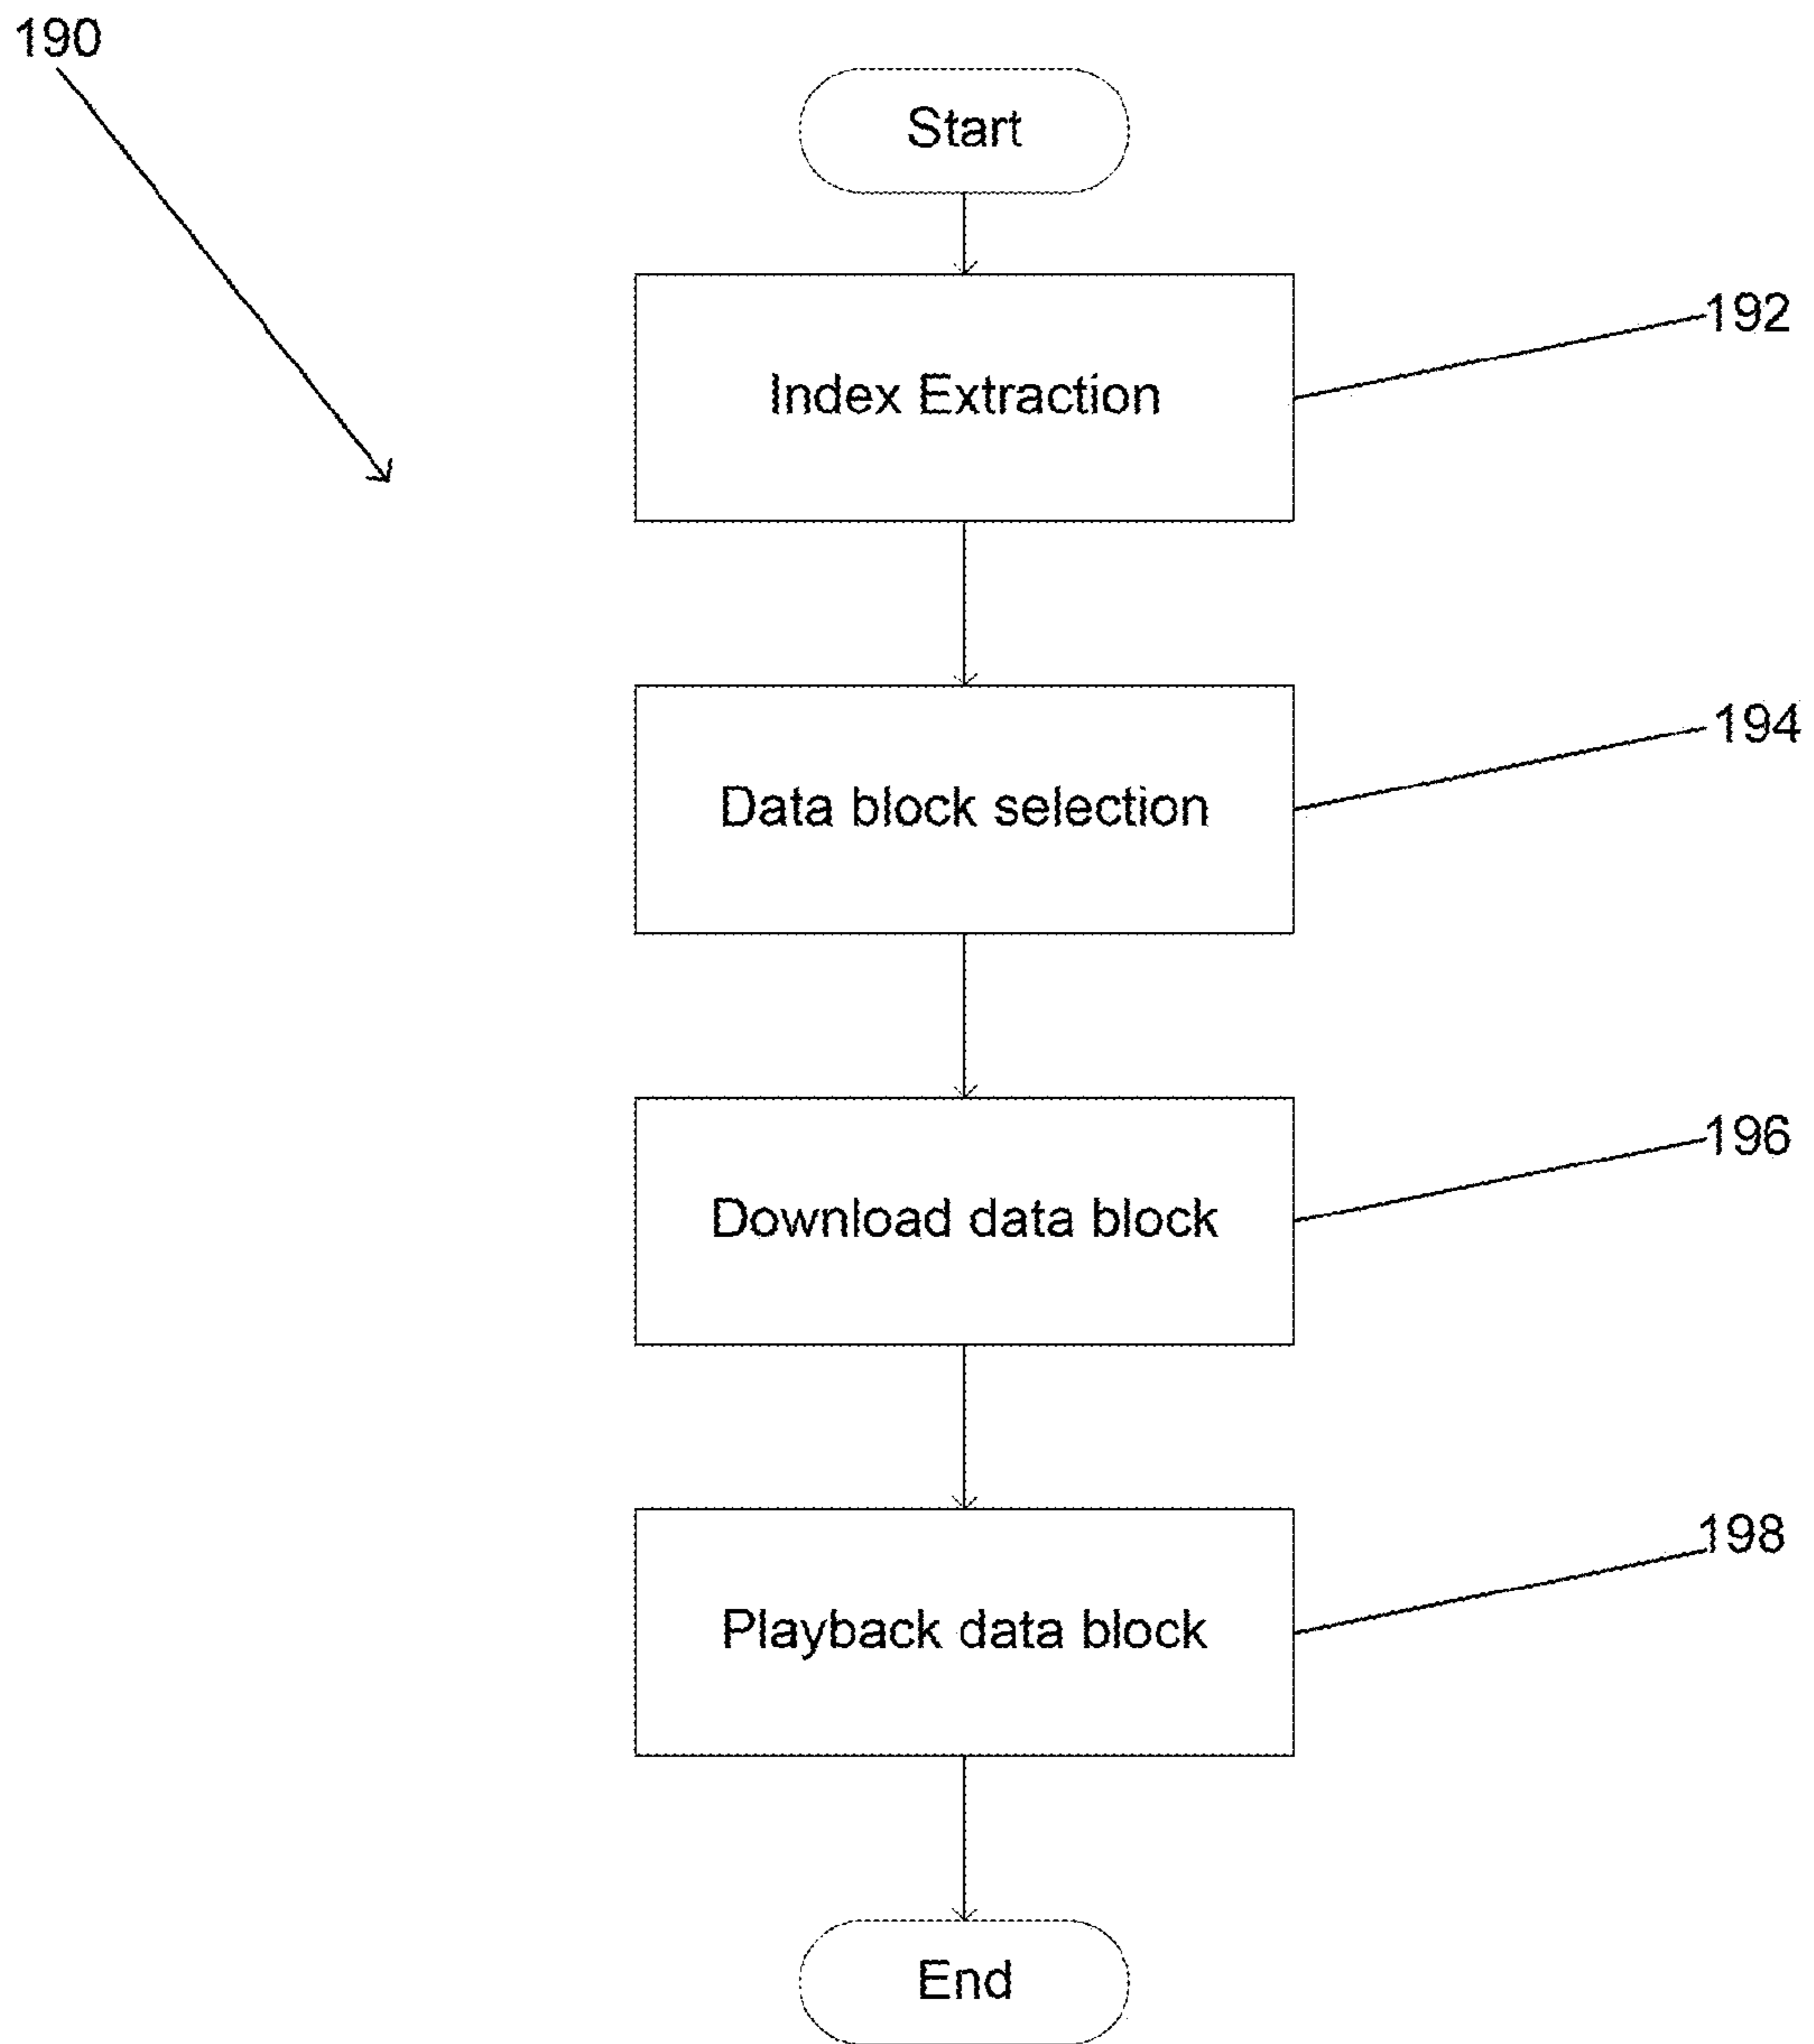 190
Start
192
Index Extraction
194
Data block selection
196
Download data block
198
Playback data block
End